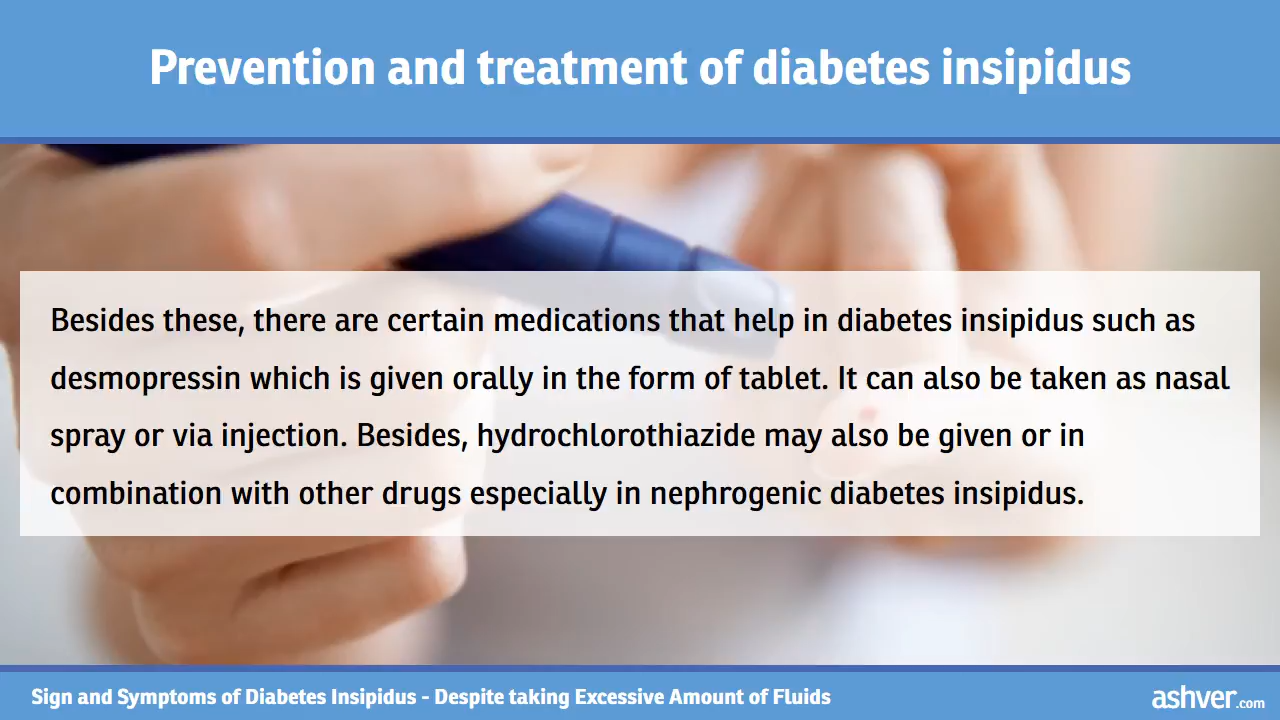 Prevention and treatment of diabetes insipidus
Besides these, there are certain medications that help in diabetes insipidus such as
desmopressin which is given orally in the form of tablet. It can also be taken as nasal
spray or via injection. Besides, hydrochlorothiazide may also be given or in
combination with other drugs especially in nephrogenic diabetes insipidus.
Sign and Symptoms of Diabetes Insipidus - Despite taking Excessive Amount of Fluids
ashver.com